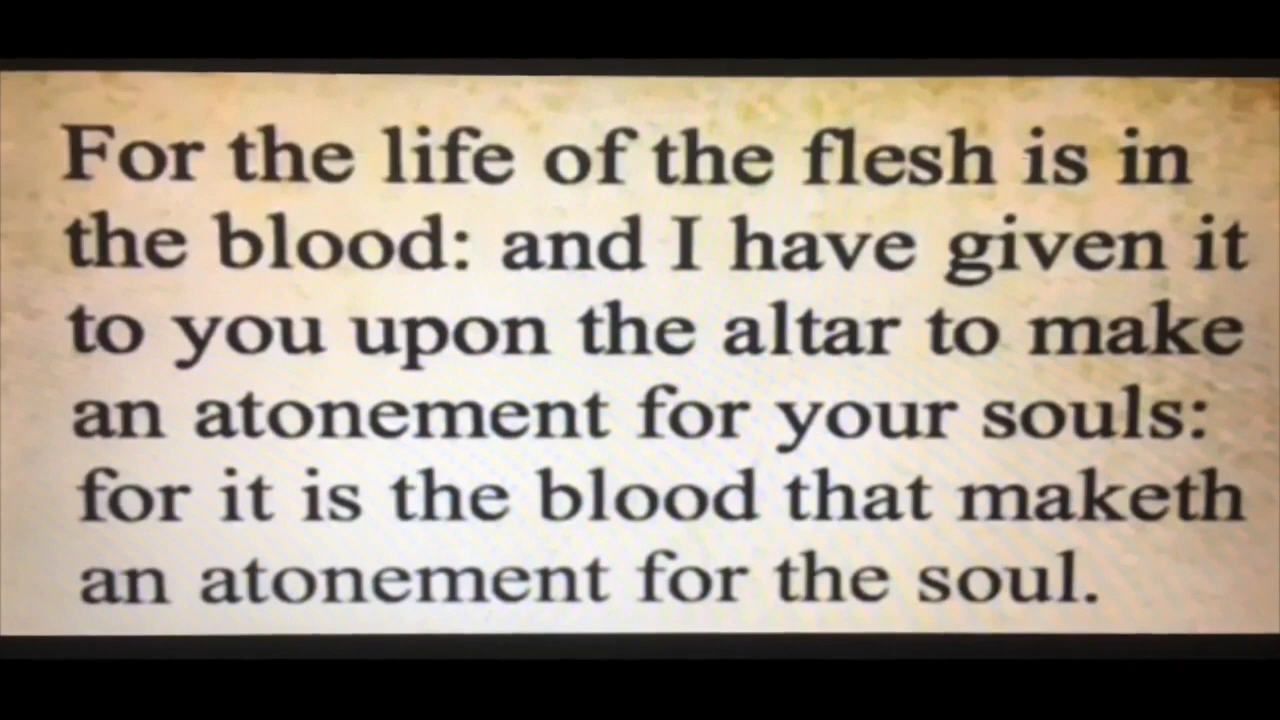 For the life of the flesh is in
the blood: and I have given it
to you upon the altar to make
an atonement for your souls:
for it is the blood that maketh
an atonement for the soul.